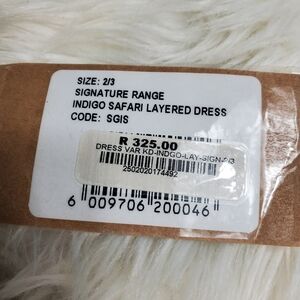 SIZE: 2/3
SIGNATURE RANGE
INDIGO SAFARI LAYERED DRESS
CODE: SGIS
R 325.00
DRESS VAR KD-INDGO-LAY-SIGN-2/3
2502020174492
6 009706 200046